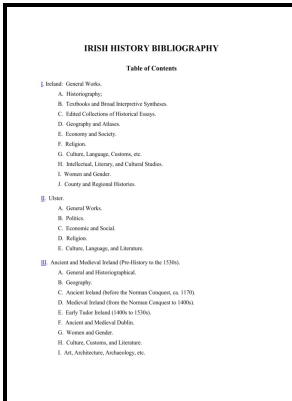 IRISH HISTORY BIBLIOGRAPHY
Table of Contents
I. Ireland: General Works.
A. Historiography;
B. Textbooks and Broad Interpretive Syntheses.
C. Edited Collections of Historical Essays.
D. Geography and Atlases.
E. Economy and Society.
F. Religion.
G. Culture, Language, Customs, etc.
H. Intellectual, Literary, and Cultural Studies.
I. Women and Gender.
J. County and Regional Histories.
II. Ulster.
A. General Works.
B. Politics.
C. Economic and Social.
D. Religion.
E. Culture, Language, and Literature.
III. Ancient and Medieval Ireland (Pre-History to the 1530s).
A. General and Historiographical.
B. Geography.
C. Ancient Ireland (before the Norman Conquest, ca. 1170).
D. Medieval Ireland (from the Norman Conquest to 1400s).
E. Early Tudor Ireland (1400s to 1530s).
F. Ancient and Medieval Dublin.
G. Women and Gender.
H. Culture, Customs, and Literature.
I. Art, Architecture, Archaeology, etc.